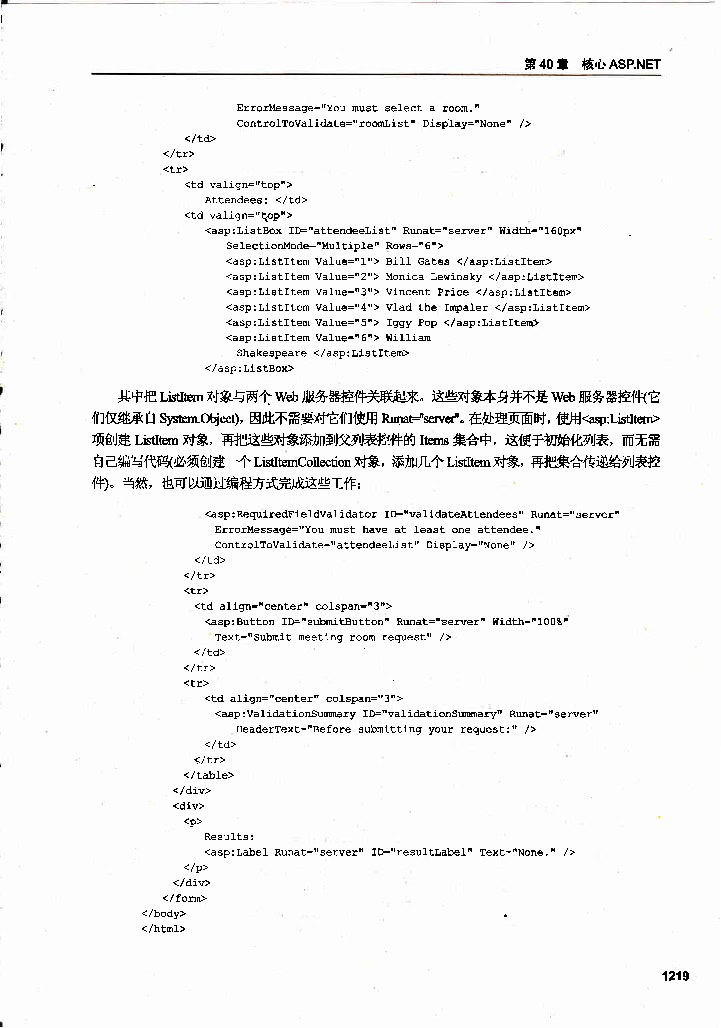 第 40 章 核心 ASP.NET
ErrorMessage="You must select a room."
ControlToValidate="roomList" Display="None" />
</td>
</tr>
<tr>
<td valign="top">
Attendees: </td>
<td valign="top">
<asp:ListBox ID="attendeeList" Runat="server" Width="160px"
SelectionMode="Multiple" Rows="6">
<asp:ListItem Value="1"> Bill Gates </asp:ListItem>
<asp:ListItem Value="2"> Monica Lewinsky </asp:ListItem>
<asp:ListItem Value="3"> Vincent Price </asp:ListItem>
<asp:ListItem Value="4"> Vlad the Impaler </asp:ListItem>
<asp:ListItem Value="5"> Iggy Pop </asp:ListItem>
<asp:ListItem Value="6"> William
Shakespeare </asp:ListItem>
</asp:ListBox>
其中把 ListItem 对象与两个 Web 服务器控件关联起来。这些对象本身并不是 Web 服务器控件(它
们仅继承自 System.Object)，因此不需要对它们使用 Runat="server"。在处理页面时，使用<asp:ListItem>
项创建 ListItem 对象，再把这些对象添加到父列表控件的 Items 集合中，这便于初始化列表，而无需
自己编写代码(必须创建一个 ListItemCollection 对象，添加几个 ListItem 对象，再把集合传递给列表控
件)。当然，也可以通过编程方式完成这些工作：
<asp:RequiredFieldValidator ID="validateAttendees" Runat="server"
ErrorMessage="You must have at least one attendee."
ControlToValidate="attendeeList" Display="None" />
</td>
</tr>
<tr>
<td align="center" colspan="3">
<asp:Button ID="submitButton" Runat="server" Width="100%"
Text="Submit meeting room request" />
</td>
</tr>
<tr>
<td align="center" colspan="3">
<asp:ValidationSummary ID="validationSummary" Runat="server"
HeaderText="Before submitting your request:" />
</td>
</tr>
</table>
</div>
<div>
<p>
Results:
<asp:Label Runat="server" ID="resultLabel" Text="None." />
</p>
</div>
</form>
</body>
</html>
1219